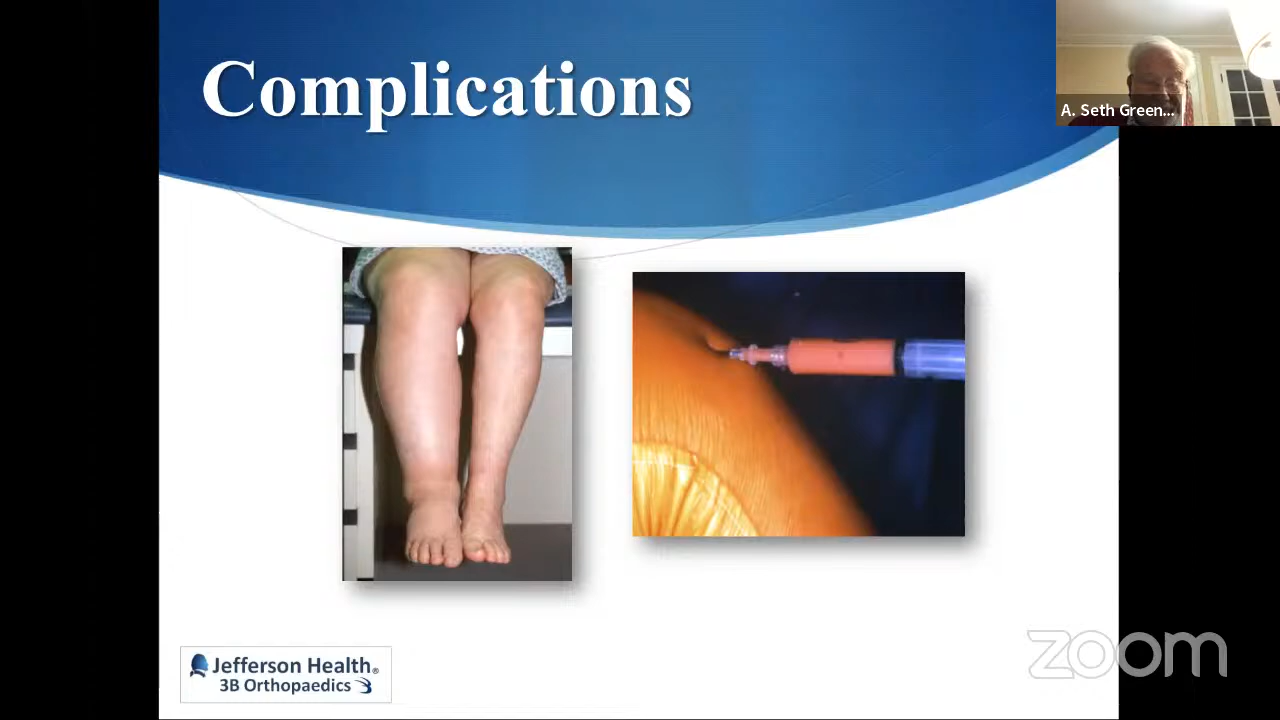 Complications
A. Seth Green...
Jefferson Health®
3B Orthopaedics
zoom